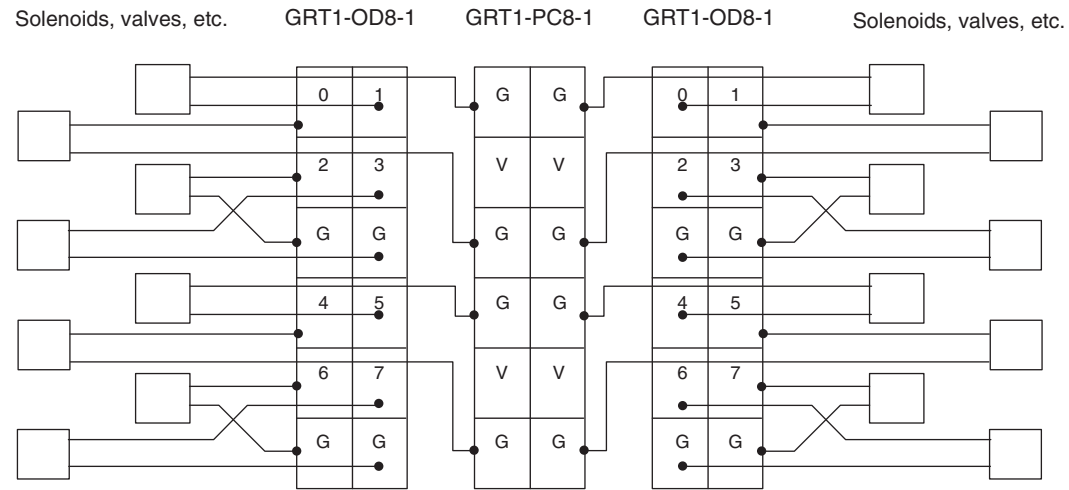 Solenoids, valves, etc. GRT1-OD8-1 GRT1-PC8-1 GRT1-OD8-1 Solenoids, valves, etc.
0 1 G G 0 1
2 3 V V 2 3
G G G G G G
4 5 G G 4 5
6 7 V V 6 7
G G G G G G